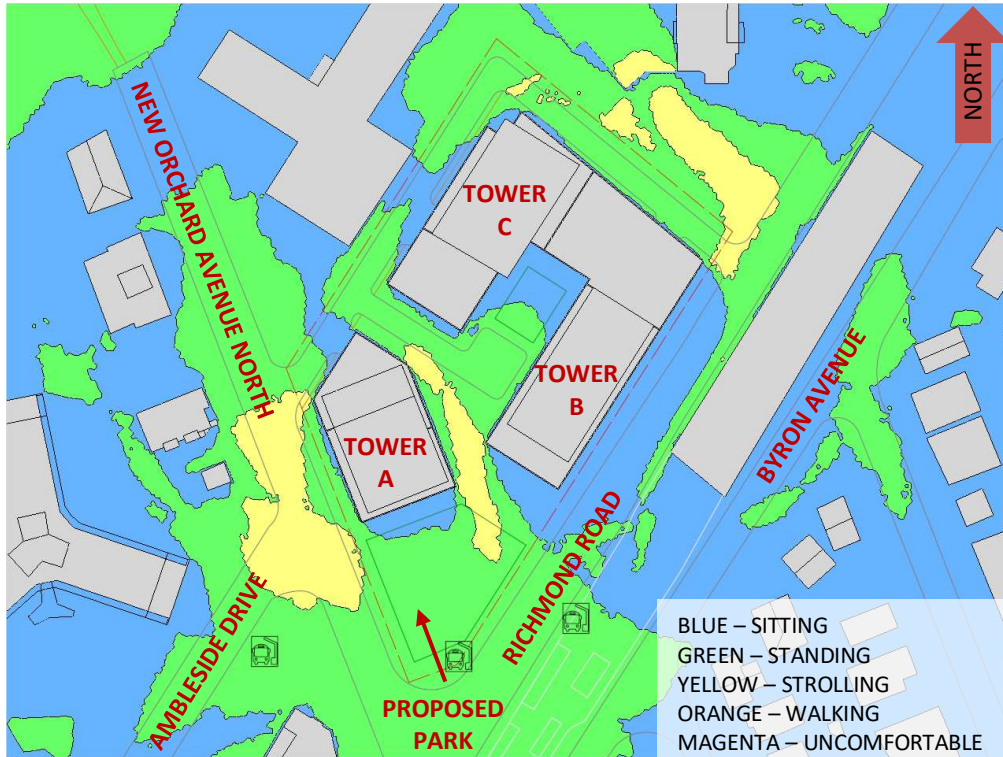 NORTH
NEW ORCHARD AVENUE NORTH
TOWER
C
TOWER
B
TOWER
A
BYRON AVENUE
RICHMOND ROAD
AMBLESIDE DRIVE
PROPOSED
PARK
BLUE – SITTING
GREEN – STANDING
YELLOW – STROLLING
ORANGE – WALKING
MAGENTA – UNCOMFORTABLE